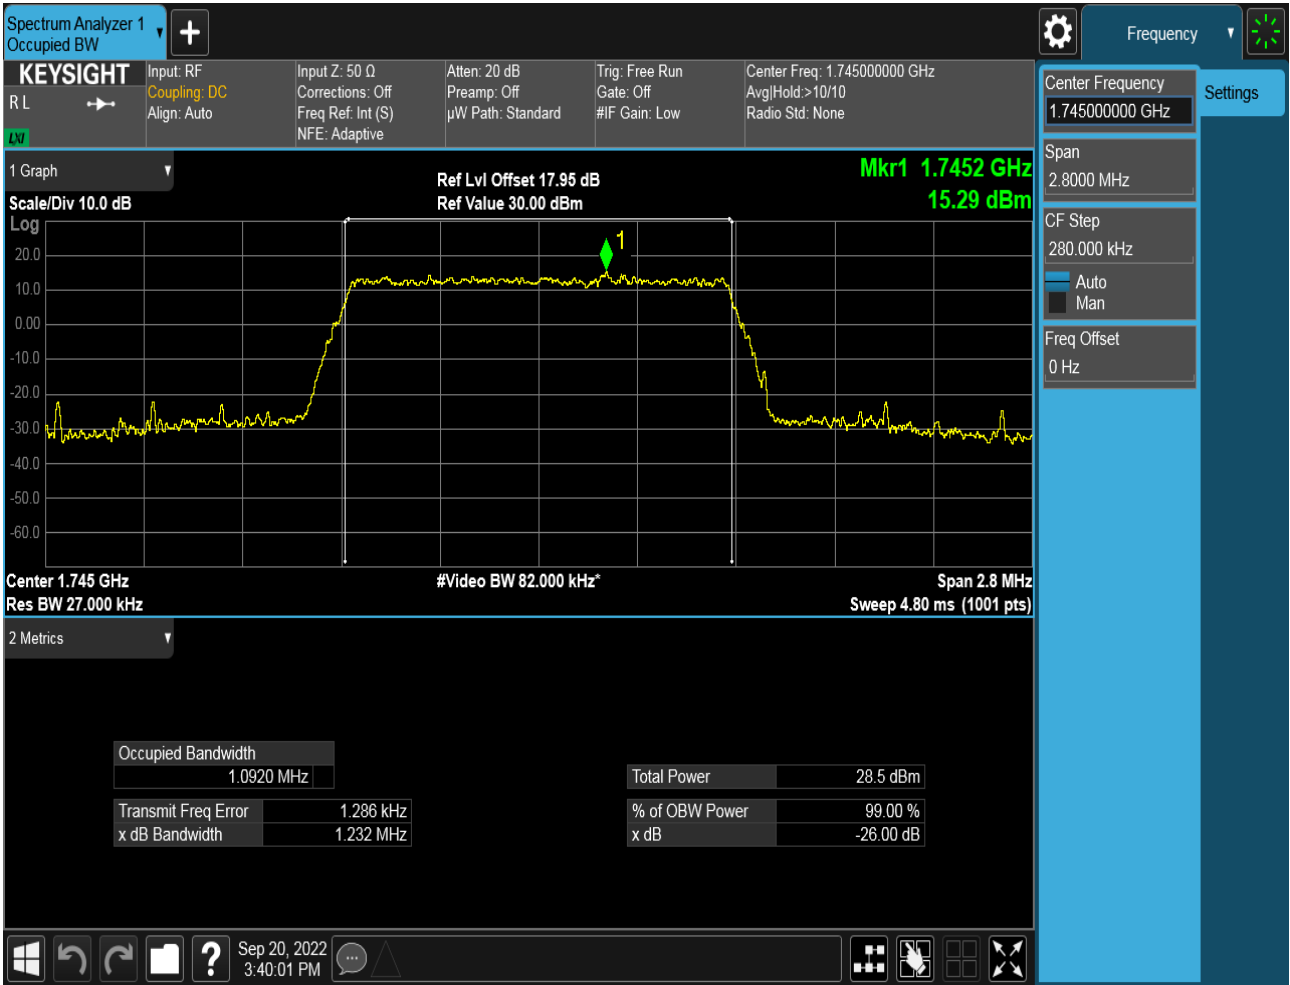 Spectrum Analyzer 1
Occupied BW
Frequency
KEYSIGHT
R L
LXI
Input: RF
Coupling: DC
Align: Auto
Input Z: 50 Ω
Corrections: Off
Freq Ref: Int (S)
NFE: Adaptive
Atten: 20 dB
Preamp: Off
µW Path: Standard
Trig: Free Run
Gate: Off
#IF Gain: Low
Center Freq: 1.745000000 GHz
Avg|Hold:>10/10
Radio Std: None
Center Frequency
1.745000000 GHz
Settings
Span
2.8000 MHz
CF Step
280.000 kHz
Auto
Man
Freq Offset
0 Hz
1 Graph
Scale/Div 10.0 dB
Log
Ref Lvl Offset 17.95 dB
Ref Value 30.00 dBm
Mkr1 1.7452 GHz
15.29 dBm
1
20.0
10.0
0.00
-10.0
-20.0
-30.0
-40.0
-50.0
-60.0
Center 1.745 GHz
#Video BW 82.000 kHz*
Span 2.8 MHz
Res BW 27.000 kHz
Sweep 4.80 ms (1001 pts)
2 Metrics
Occupied Bandwidth
1.0920 MHz
Total Power 28.5 dBm
Transmit Freq Error 1.286 kHz
% of OBW Power 99.00 %
x dB Bandwidth 1.232 MHz
x dB -26.00 dB
?
Sep 20, 2022
3:40:01 PM